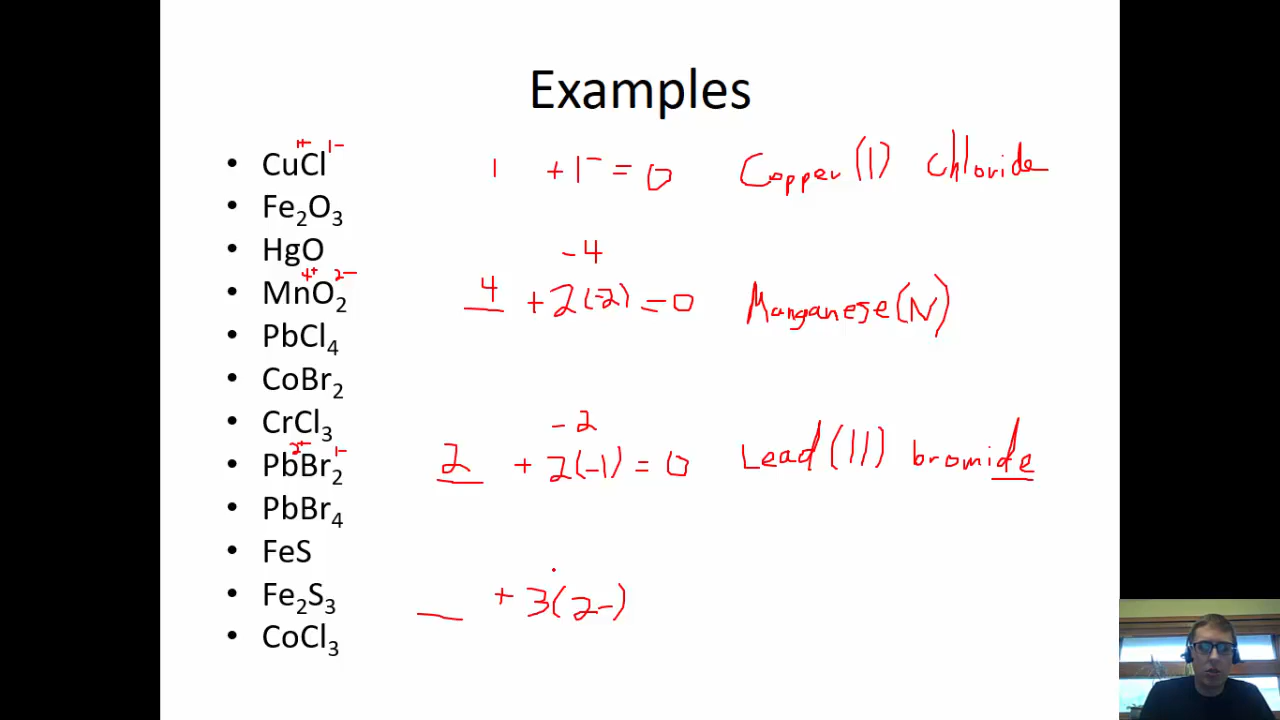 Examples
• CuCl 1+ 1- 1 + 1- = 0 Copper (I) chloride
• Fe2O3
• HgO -4
• MnO2 4+ 2- 4 + 2(-2) = 0 Manganese (IV)
• PbCl4
• CoBr2
• CrCl3 -2
• PbBr2 2+ 1- 2 + 2(-1) = 0 Lead (II) bromide
• PbBr4
• FeS
• Fe2S3 __ + 3(2-)
• CoCl3